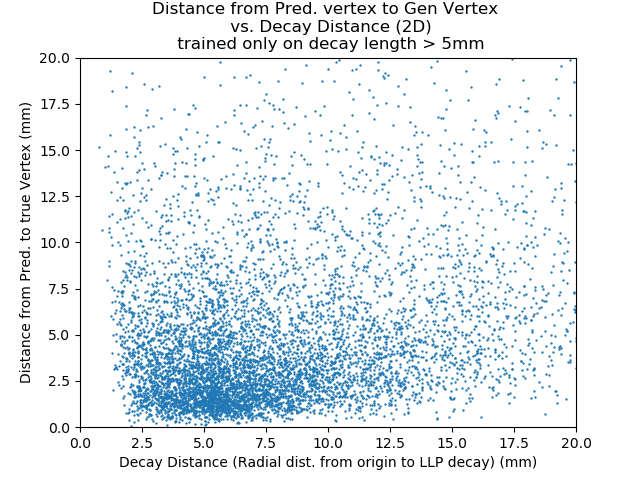 Distance from Pred. vertex to Gen Vertex
vs. Decay Distance (2D)
trained only on decay length > 5mm
20.0
17.5
15.0
12.5
10.0
7.5
5.0
2.5
0.0
Distance from Pred. to true Vertex (mm)
0.0 2.5 5.0 7.5 10.0 12.5 15.0 17.5 20.0
Decay Distance (Radial dist. from origin to LLP decay) (mm)